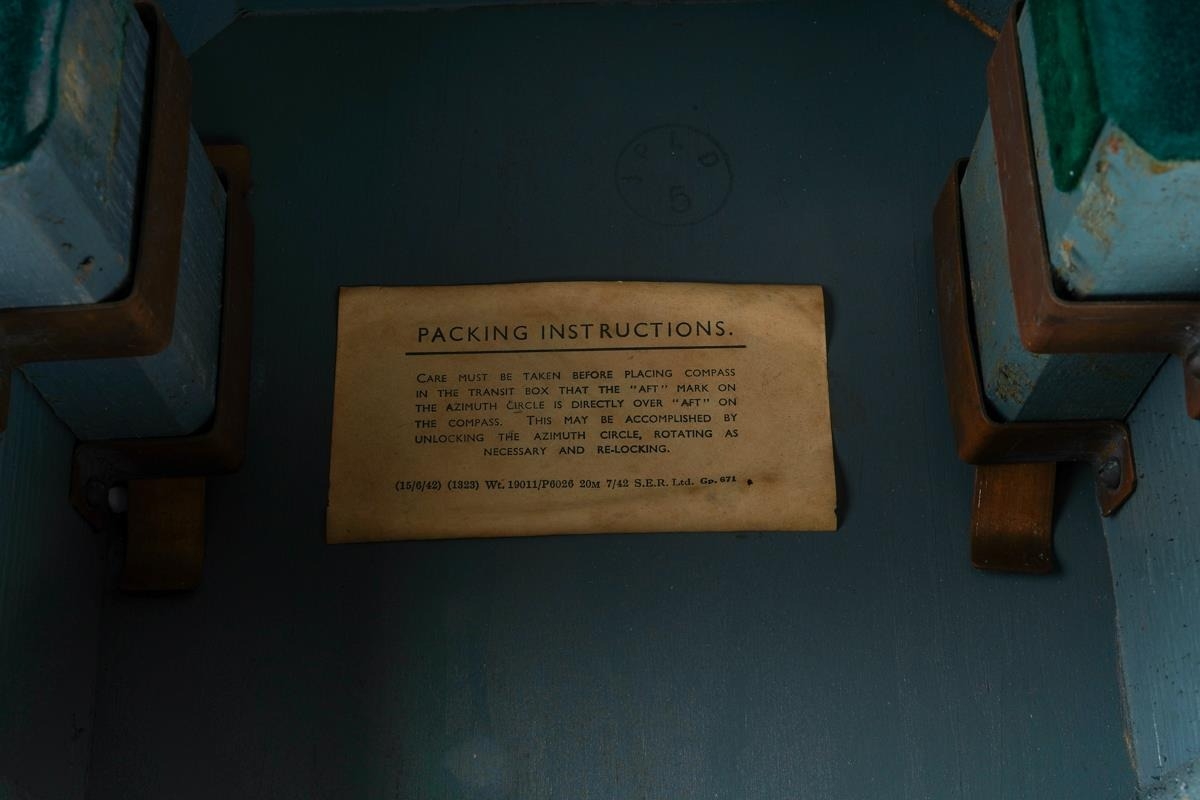 PACKING INSTRUCTIONS.
CARE MUST BE TAKEN BEFORE PLACING COMPASS
IN THE TRANSIT BOX THAT THE "AFT" MARK ON
THE AZIMUTH CIRCLE IS DIRECTLY OVER "AFT" ON
THE COMPASS. THIS MAY BE ACCOMPLISHED BY
UNLOCKING THE AZIMUTH CIRCLE, ROTATING AS
NECESSARY AND RE-LOCKING.
(15/6/42) (1323) Wt. 19011/P6026 20M 7/42 S.E.R. Ltd. Gp. 671